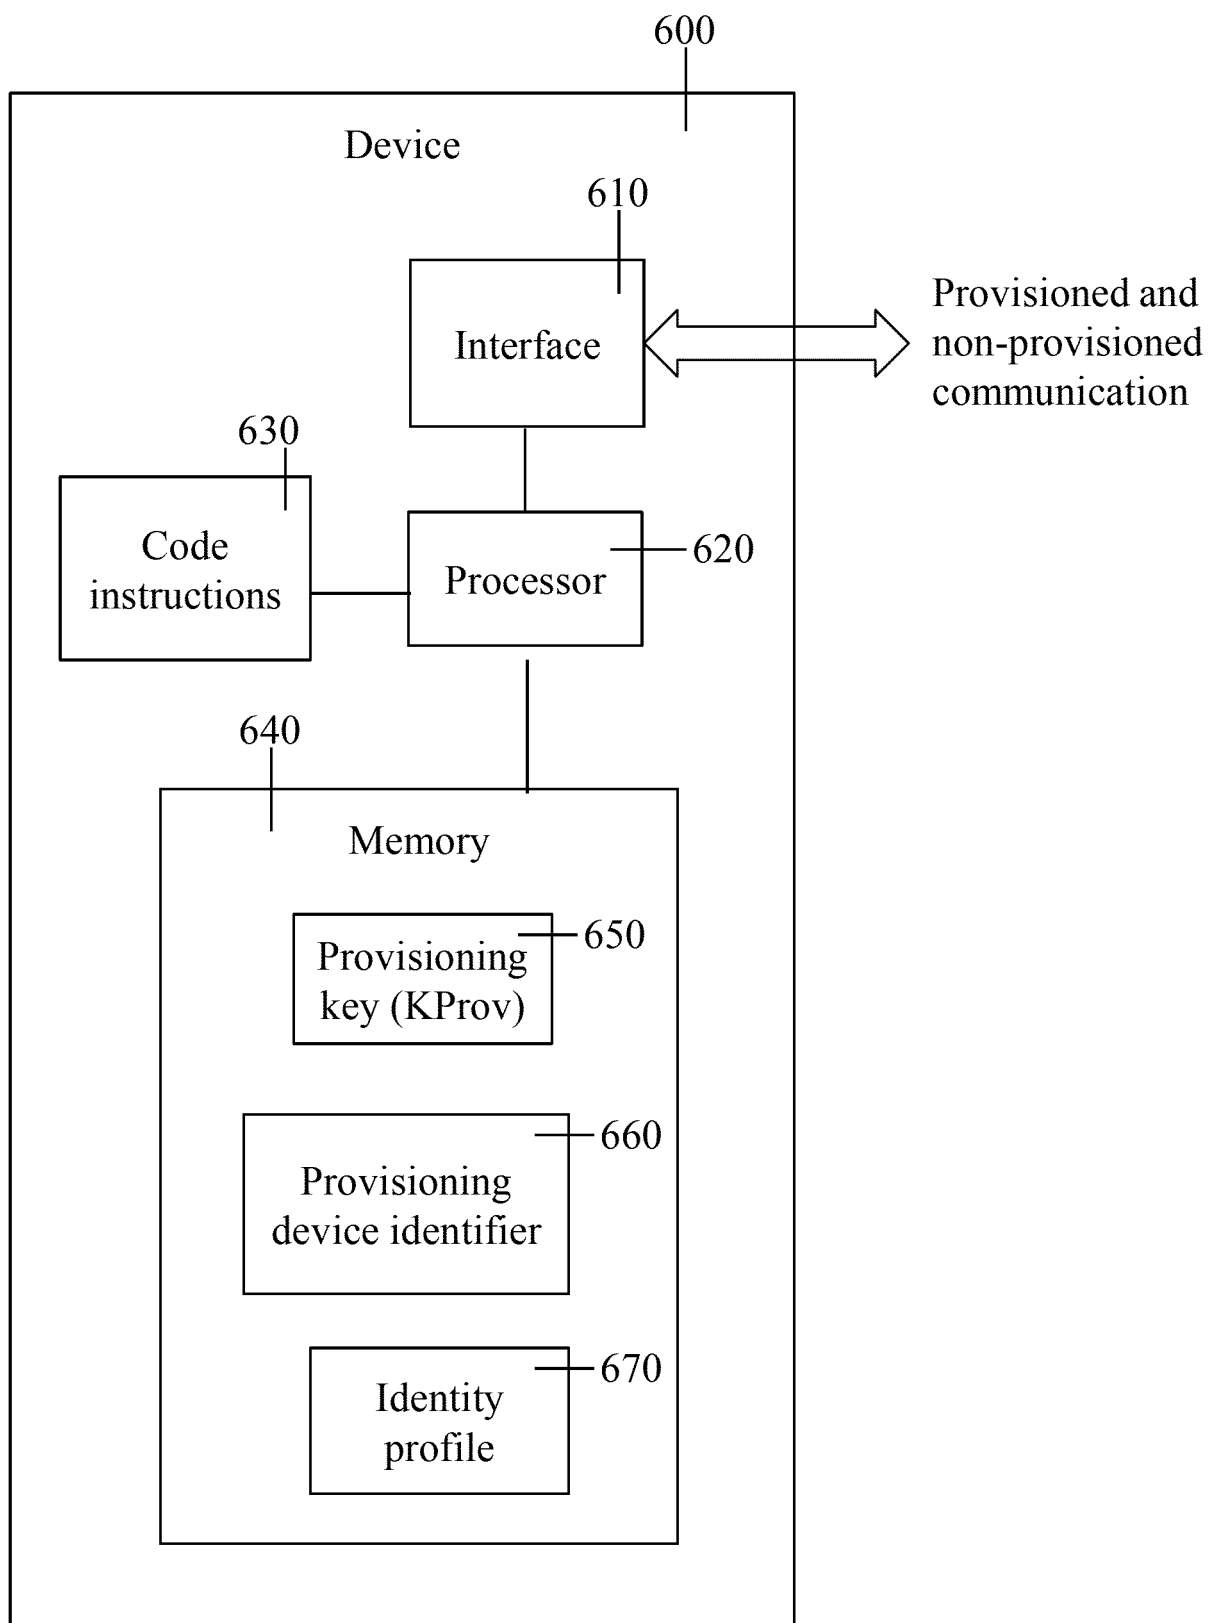 600
Device
610
Interface
Provisioned and
non-provisioned
communication
630
Code
instructions
Processor
620
640
Memory
Provisioning
key (KProv)
650
Provisioning
device identifier
660
Identity
profile
670